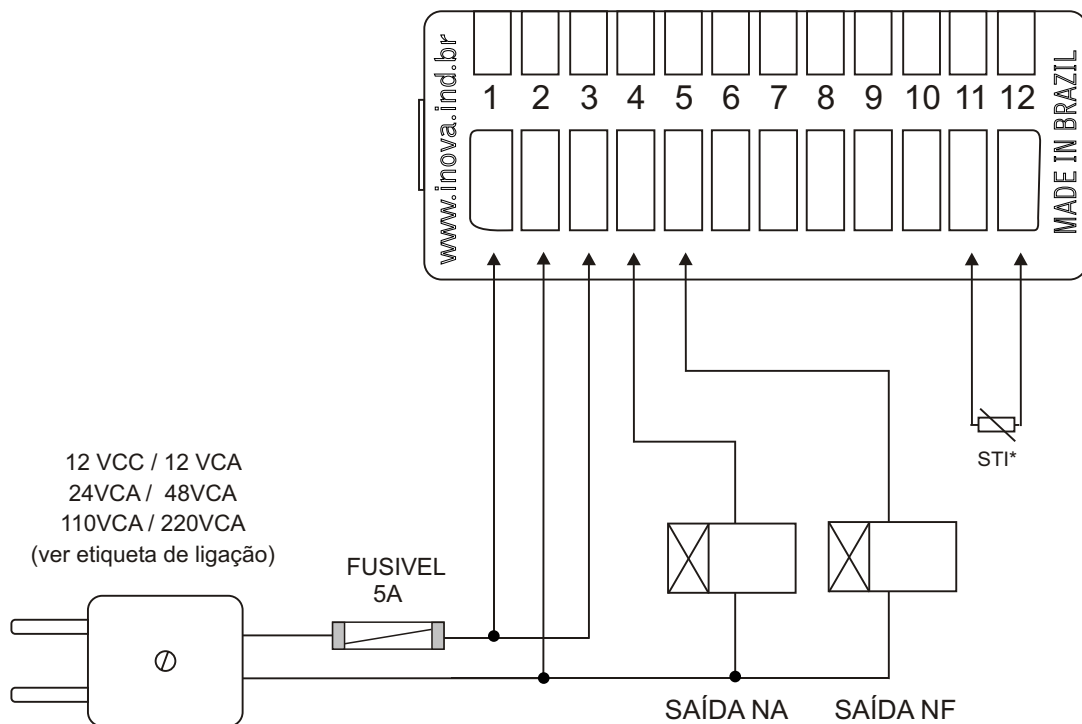 www.inova.ind.br
1 2 3 4 5 6 7 8 9 10 11 12
MADE IN BRAZIL
STI*
12 VCC / 12 VCA
24VCA / 48VCA
110VCA / 220VCA
(ver etiqueta de ligação)
FUSIVEL
5A
SAÍDA NA
SAÍDA NF